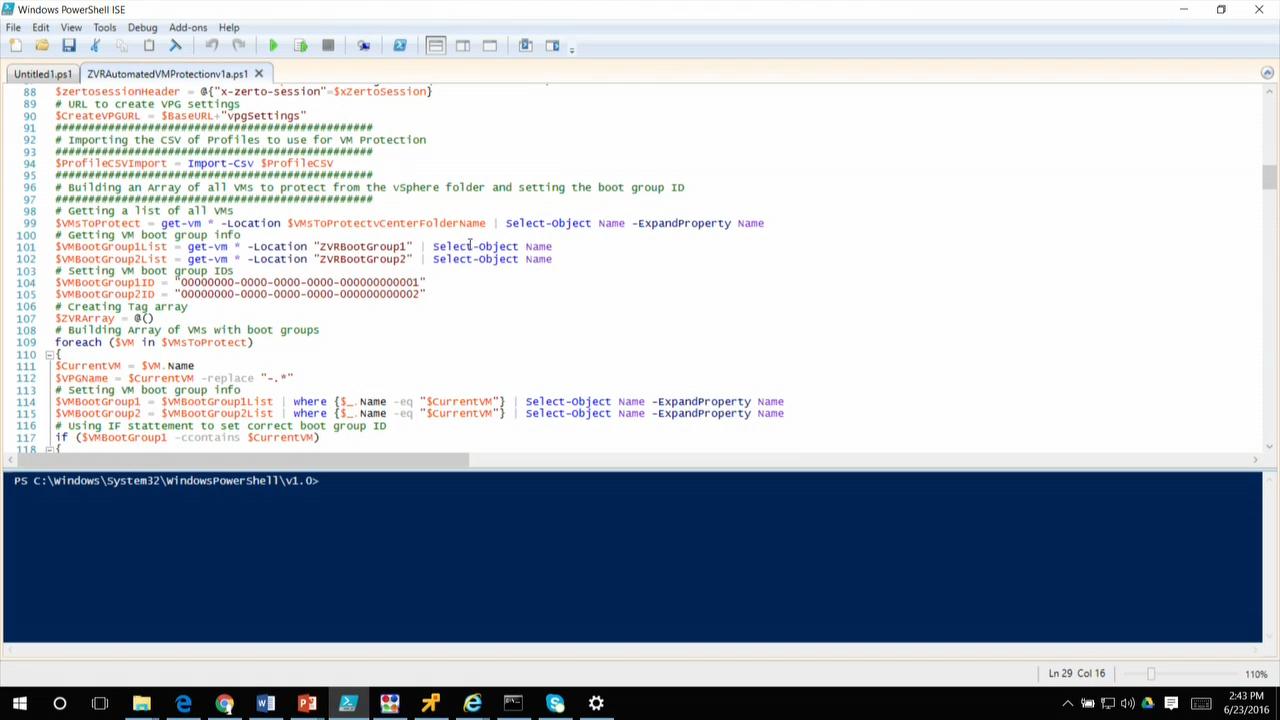 Windows PowerShell ISE
File Edit View Tools Debug Add-ons Help
Untitled1.ps1 ZVRAutomatedVMProtectionv1a.ps1
88 $zertosessionHeader = @{"x-zerto-session"=$xZertoSession}
89 # URL to create VPG settings
90 $CreateVPGURL = $BaseURL+"vpgSettings"
91 ################################################
92 # Importing the CSV of Profiles to use for VM Protection
93 ################################################
94 $ProfileCSVImport = Import-Csv $ProfileCSV
95 ################################################
96 # Building an Array of all VMs to protect from the vSphere folder and setting the boot group ID
97 ################################################
98 # Getting a list of all VMs
99 $VMsToProtect = get-vm * -Location $VMsToProtectvCenterFolderName | Select-Object Name -ExpandProperty Name
100 # Getting VM boot group info
101 $VMBootGroup1List = get-vm * -Location "ZVRBootGroup1" | Select-Object Name
102 $VMBootGroup2List = get-vm * -Location "ZVRBootGroup2" | Select-Object Name
103 # Setting VM boot group IDs
104 $VMBootGroup1ID = "00000000-0000-0000-0000-000000000001"
105 $VMBootGroup2ID = "00000000-0000-0000-0000-000000000002"
106 # Creating Tag array
107 $ZVRArray = @()
108 # Building Array of VMs with boot groups
109 foreach ($VM in $VMsToProtect)
110 {
111 $CurrentVM = $VM.Name
112 $VPGName = $CurrentVM -replace "-.*"
113 # Setting VM boot group info
114 $VMBootGroup1 = $VMBootGroup1List | where {$_.Name -eq "$CurrentVM"} | Select-Object Name -ExpandProperty Name
115 $VMBootGroup2 = $VMBootGroup2List | where {$_.Name -eq "$CurrentVM"} | Select-Object Name -ExpandProperty Name
116 # Using IF stattement to set correct boot group ID
117 if ($VMBootGroup1 -ccontains $CurrentVM)
118 {
PS C:\Windows\System32\WindowsPowerShell\v1.0>
Ln 29 Col 16 110%
2:43 PM
6/23/2016